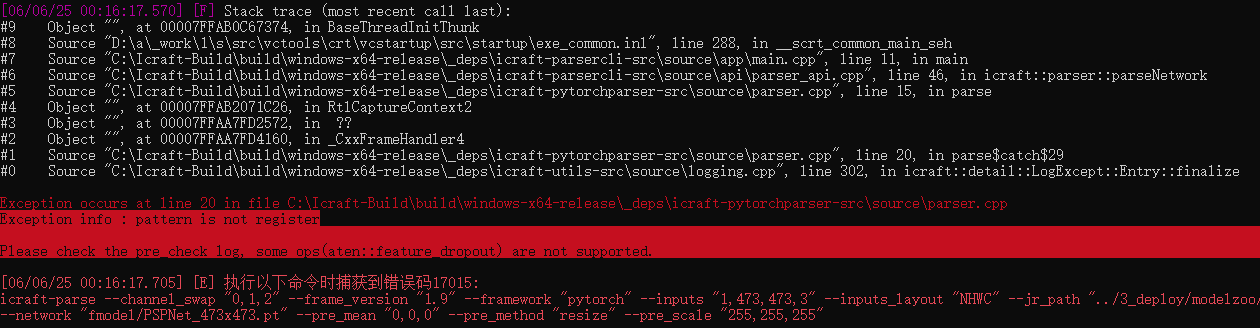 [06/06/25 00:16:17.570] [F] Stack trace (most recent call last):
#9 Object "", at 00007FFAB0C67374, in BaseThreadInitThunk
#8 Source "D:\a\_work\1\s\src\vctools\crt\vcstartup\src\startup\exe_common.inl", line 288, in __scrt_common_main_seh
#7 Source "C:\Icraft-Build\build\windows-x64-release\_deps\icraft-parsercli-src\source\app\main.cpp", line 11, in main
#6 Source "C:\Icraft-Build\build\windows-x64-release\_deps\icraft-parsercli-src\source\api\parser_api.cpp", line 46, in icraft::parser::parseNetwork
#5 Source "C:\Icraft-Build\build\windows-x64-release\_deps\icraft-pytorchparser-src\source\parser.cpp", line 15, in parse
#4 Object "", at 00007FFAB2071C26, in RtlCaptureContext2
#3 Object "", at 00007FFAA7FD2572, in ??
#2 Object "", at 00007FFAA7FD4160, in _CxxFrameHandler4
#1 Source "C:\Icraft-Build\build\windows-x64-release\_deps\icraft-pytorchparser-src\source\parser.cpp", line 20, in parse$catch$29
#0 Source "C:\Icraft-Build\build\windows-x64-release\_deps\icraft-utils-src\source\logging.cpp", line 302, in icraft::detail::LogExcept::Entry::finalize
Exception occurs at line 20 in file C:\Icraft-Build\build\windows-x64-release\_deps\icraft-pytorchparser-src\source\parser.cpp
Exception info : pattern is not register
Please check the pre_check log, some ops(aten::feature_dropout) are not supported.
[06/06/25 00:16:17.705] [E] 执行以下命令时捕获到错误码17015:
icraft-parse --channel_swap "0,1,2" --frame_version "1.9" --framework "pytorch" --inputs "1,473,473,3" --inputs_layout "NHWC" --jr_path "../3_deploy/modelzoo/
--network "fmodel/PSPNet_473x473.pt" --pre_mean "0,0,0" --pre_method "resize" --pre_scale "255,255,255"